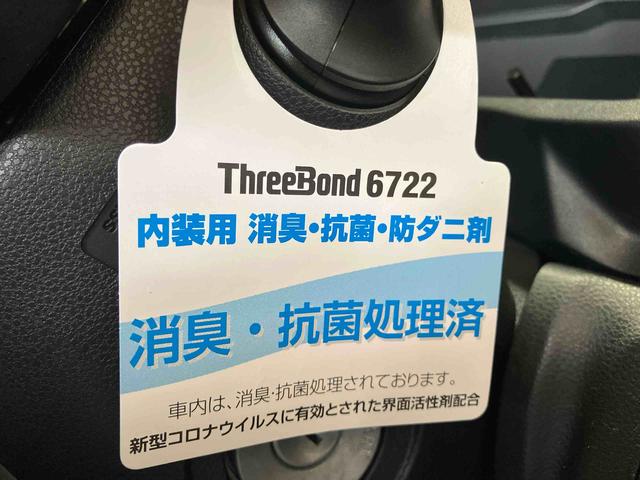 ThreeBond 6722
内装用 消臭・抗菌・防ダニ剤
消臭・抗菌処理済
車内は、消臭・抗菌処理されております。
新型コロナウイルスに有効とされた界面活性剤配合